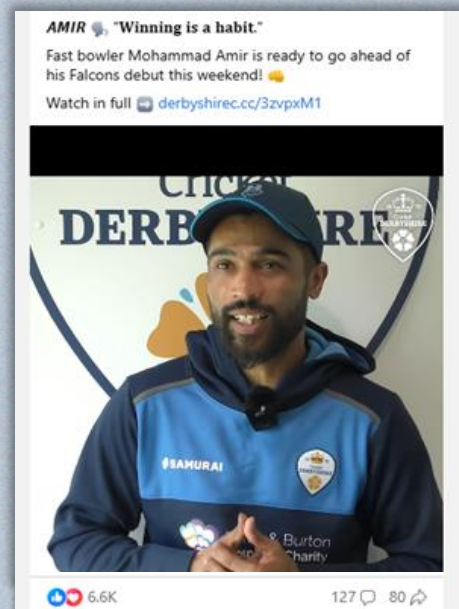 AMIR 🗣️ "Winning is a habit."
Fast bowler Mohammad Amir is ready to go ahead of
his Falcons debut this weekend! 👊
Watch in full ➡️ derbyshirec.cc/3zvpxM1
Cricket
DERB RE
DERBYSHIRE
SAMURAI
& Burton
Charity
6.6K
127
80